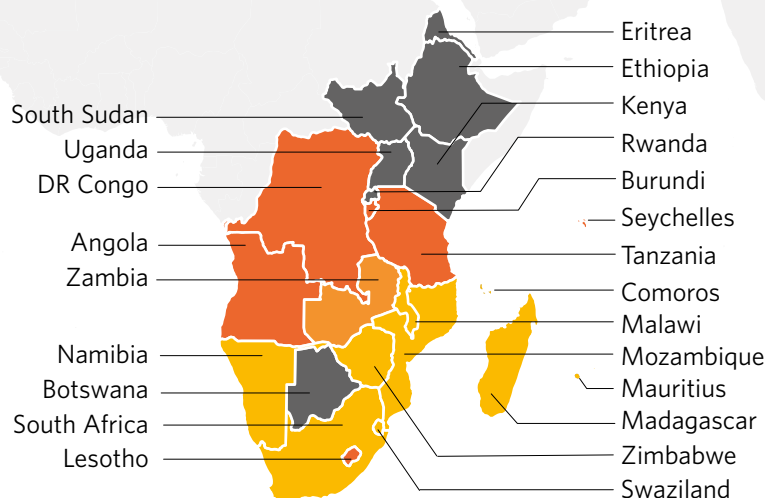 South Sudan
Uganda
DR Congo
Angola
Zambia
Namibia
Botswana
South Africa
Lesotho
Eritrea
Ethiopia
Kenya
Rwanda
Burundi
Seychelles
Tanzania
Comoros
Malawi
Mozambique
Mauritius
Madagascar
Zimbabwe
Swaziland